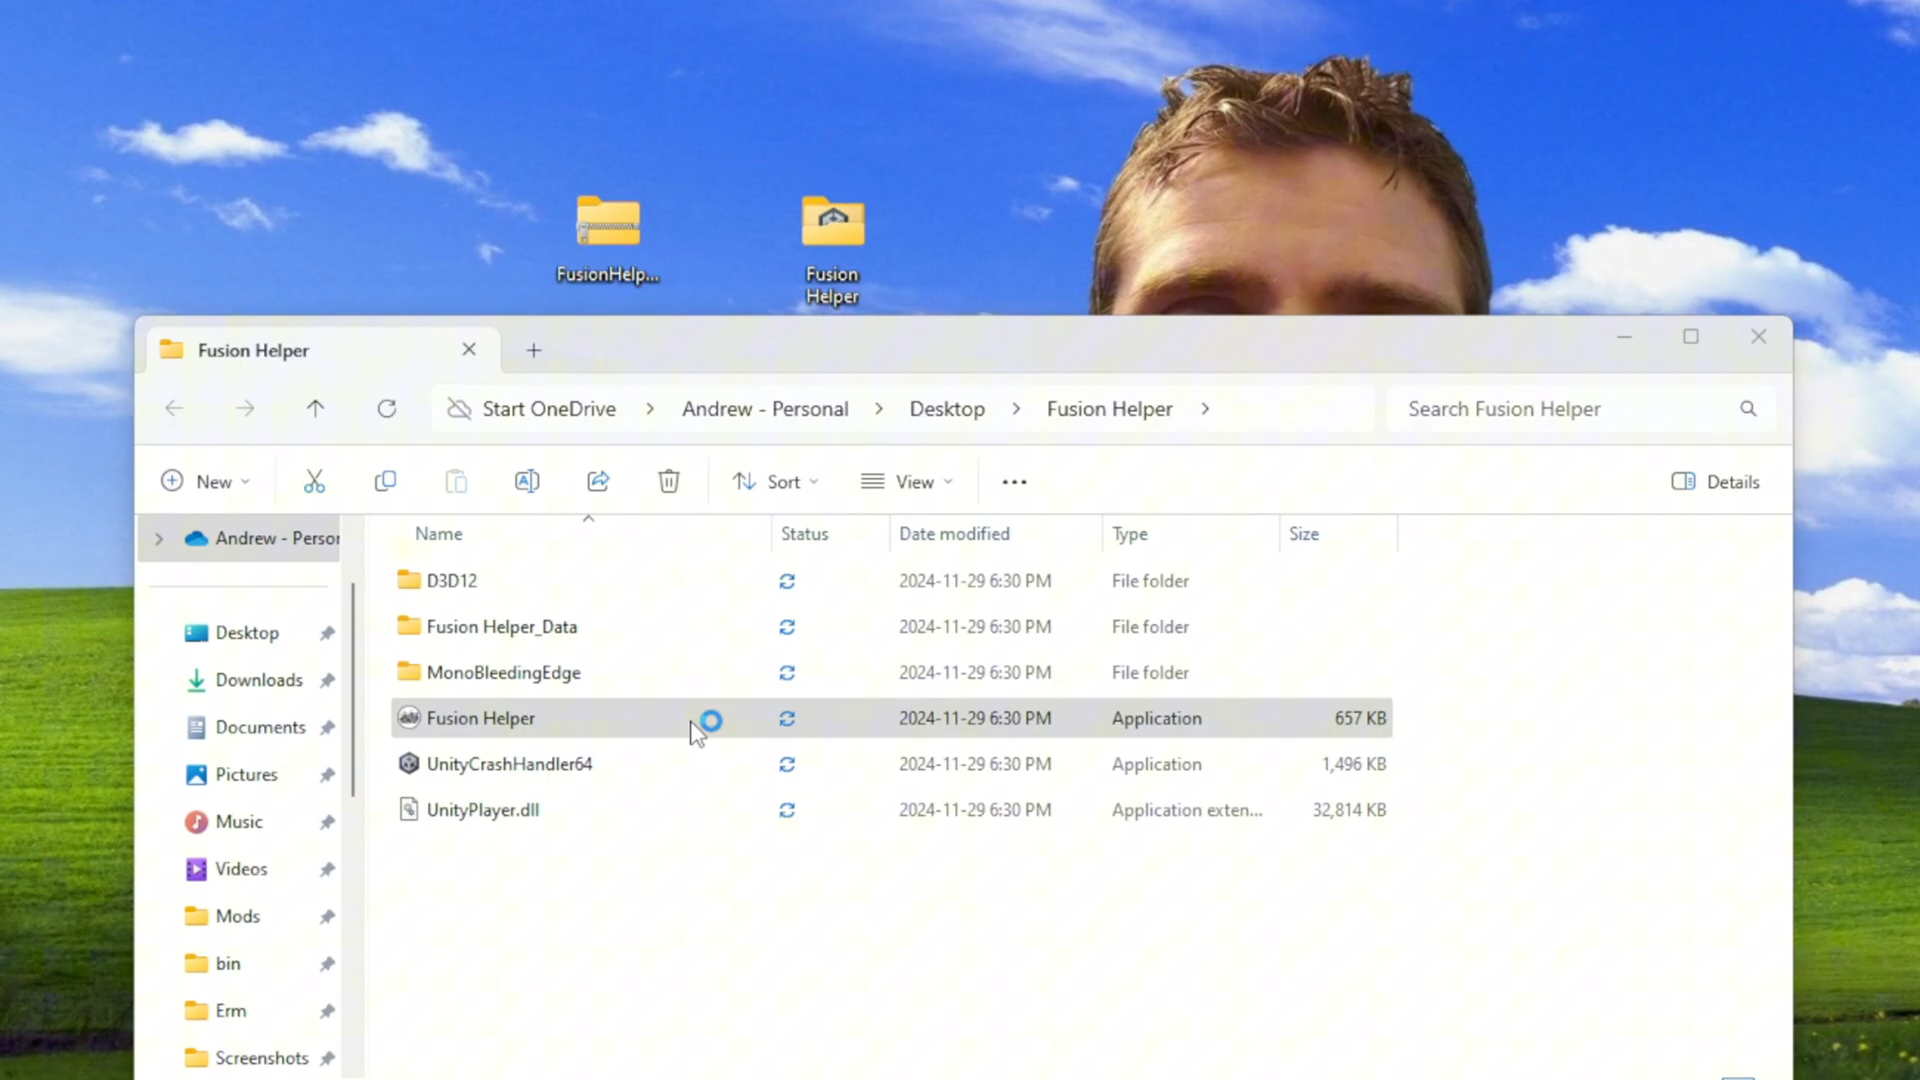 FusionHelp...
Fusion
Helper
Fusion Helper
Start OneDrive > Andrew - Personal > Desktop > Fusion Helper >
Search Fusion Helper
New
Sort
View
Details
Andrew - Person
Name Status Date modified Type Size
D3D12 2024-11-29 6:30 PM File folder
Fusion Helper_Data 2024-11-29 6:30 PM File folder
MonoBleedingEdge 2024-11-29 6:30 PM File folder
Fusion Helper 2024-11-29 6:30 PM Application 657 KB
UnityCrashHandler64 2024-11-29 6:30 PM Application 1,496 KB
UnityPlayer.dll 2024-11-29 6:30 PM Application exten... 32,814 KB
Desktop
Downloads
Documents
Pictures
Music
Videos
Mods
bin
Erm
Screenshots